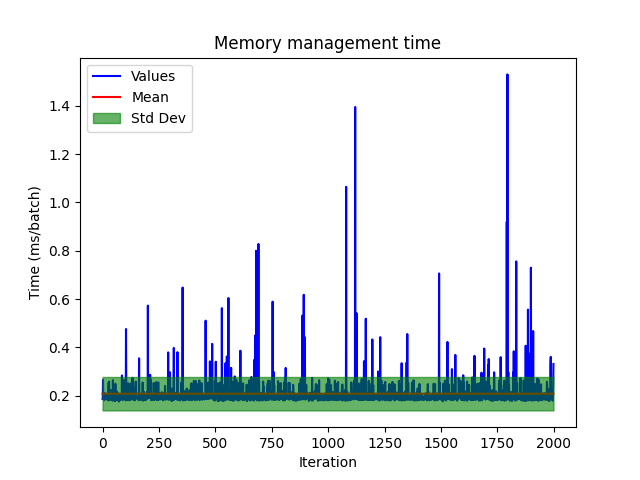 Memory management time
Values
Mean
Std Dev
Time (ms/batch)
1.4
1.2
1.0
0.8
0.6
0.4
0.2
0 250 500 750 1000 1250 1500 1750 2000
Iteration